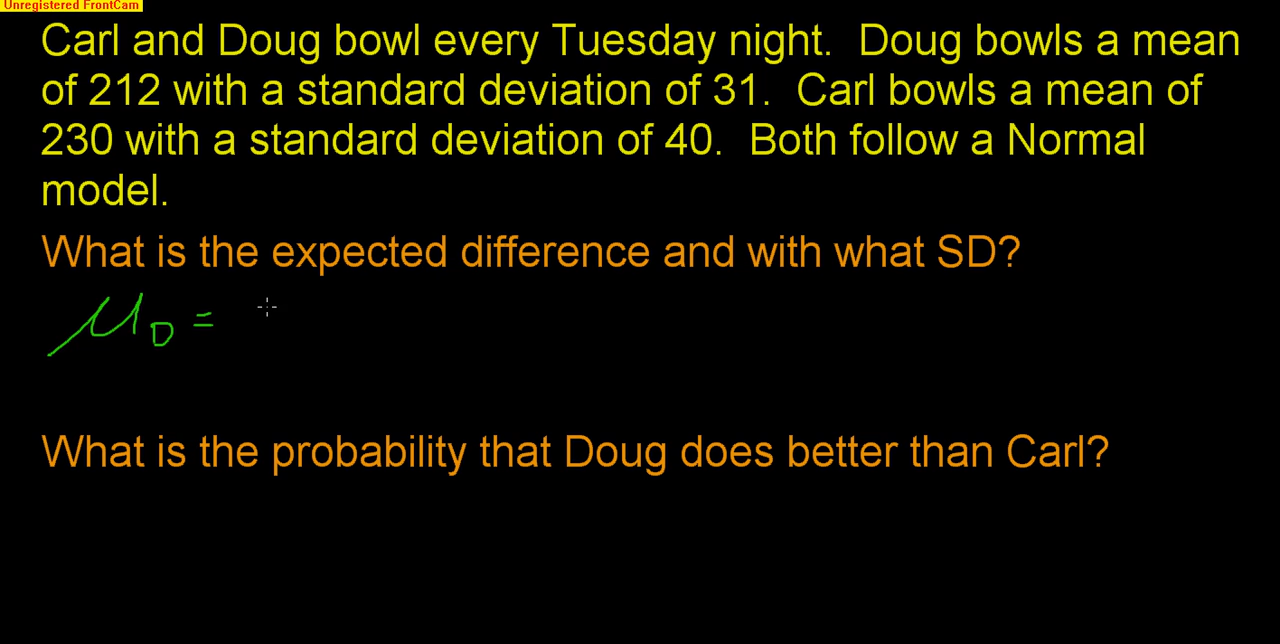 Unregistered FrontCam
Carl and Doug bowl every Tuesday night.  Doug bowls a mean
of 212 with a standard deviation of 31.  Carl bowls a mean of
230 with a standard deviation of 40.  Both follow a Normal
model.
What is the expected difference and with what SD?
μ_D =
What is the probability that Doug does better than Carl?